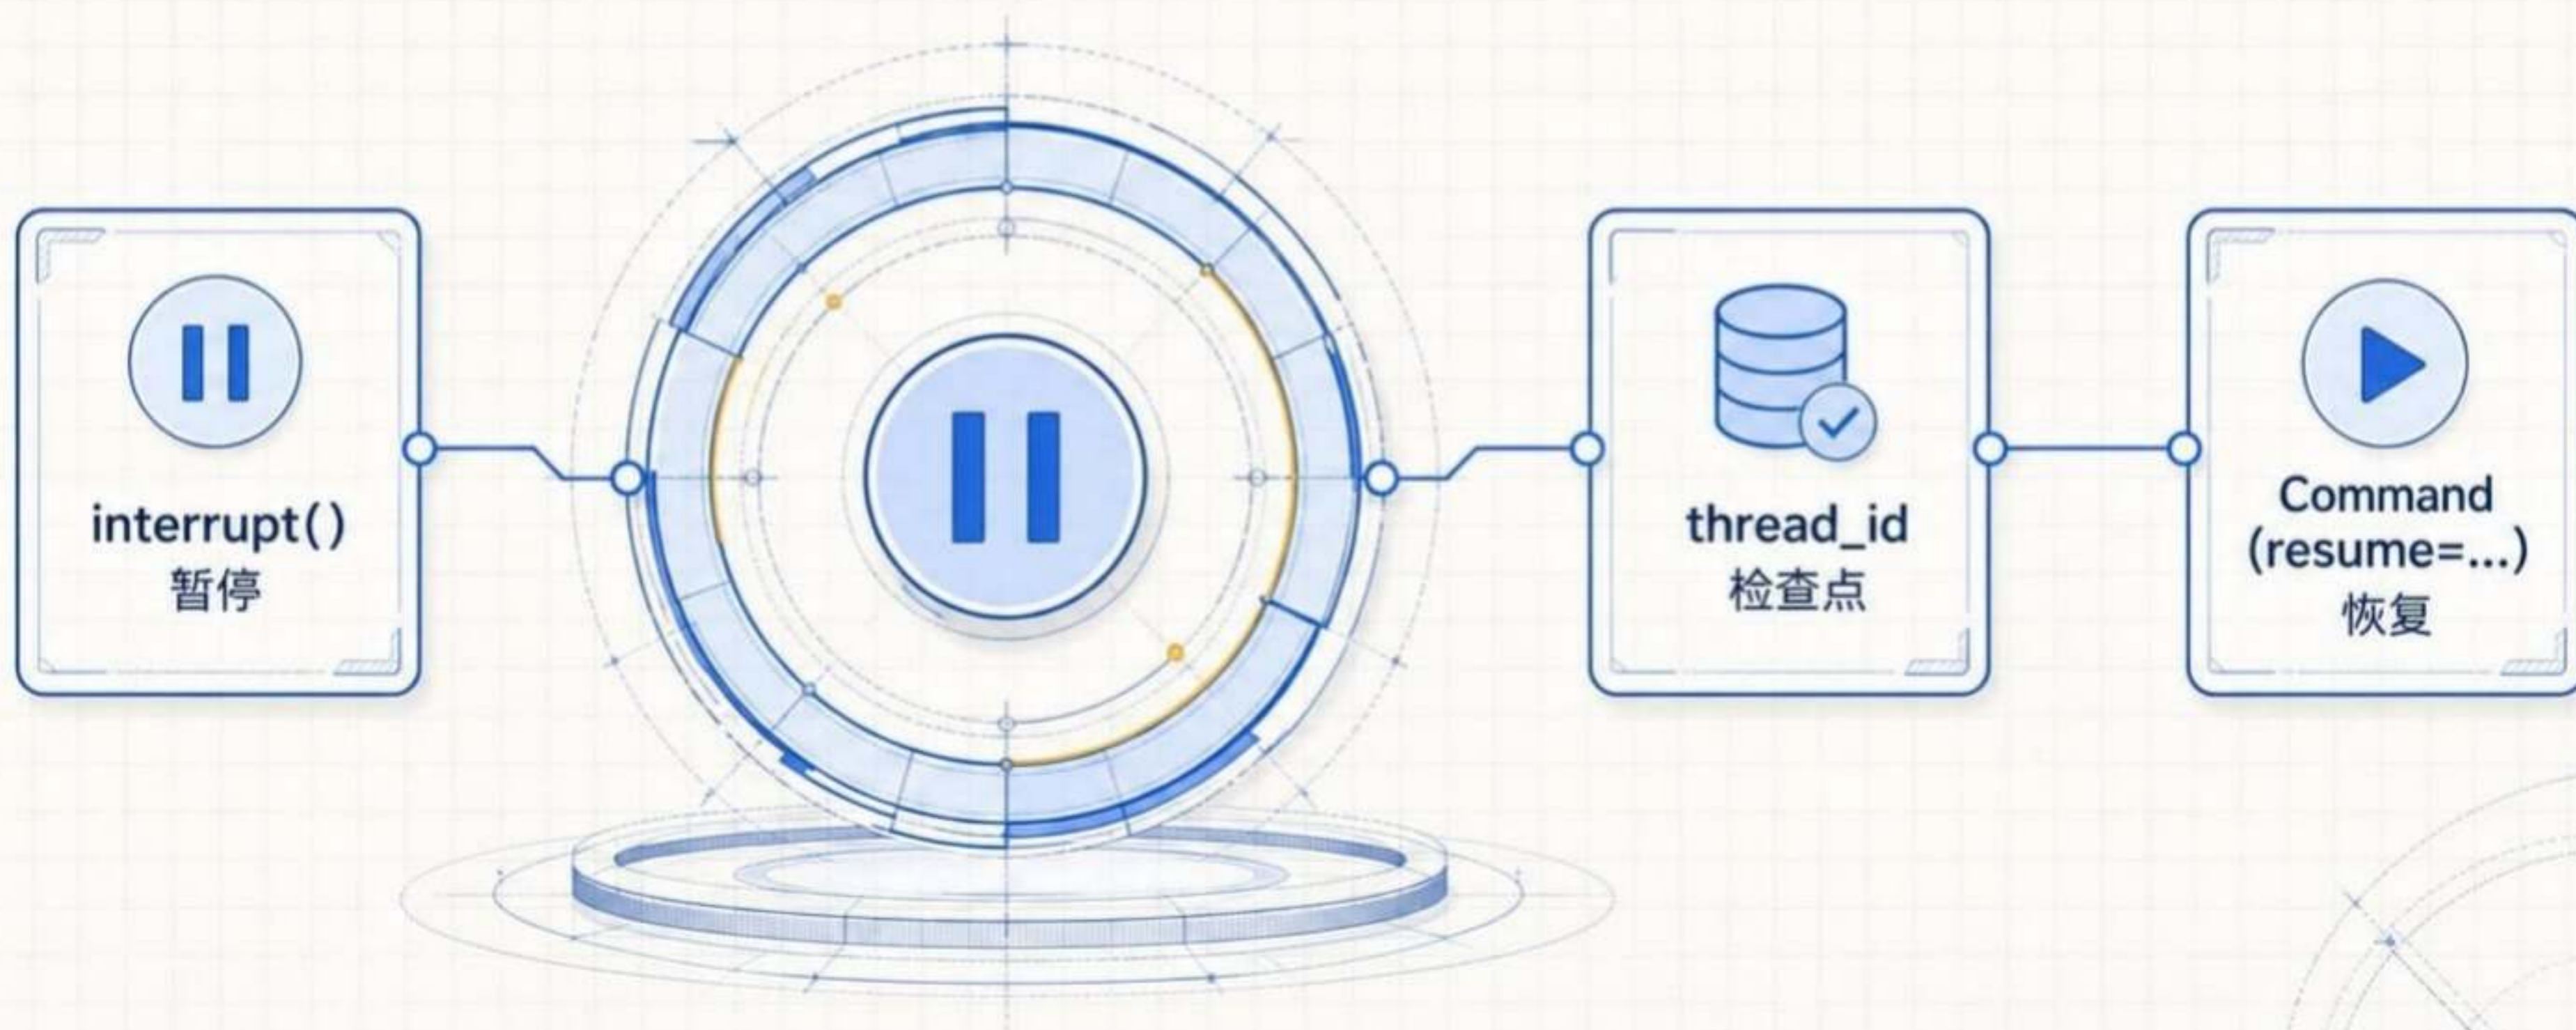 interrupt()
暂停
thread_id
检查点
Command
(resume=...)
恢复